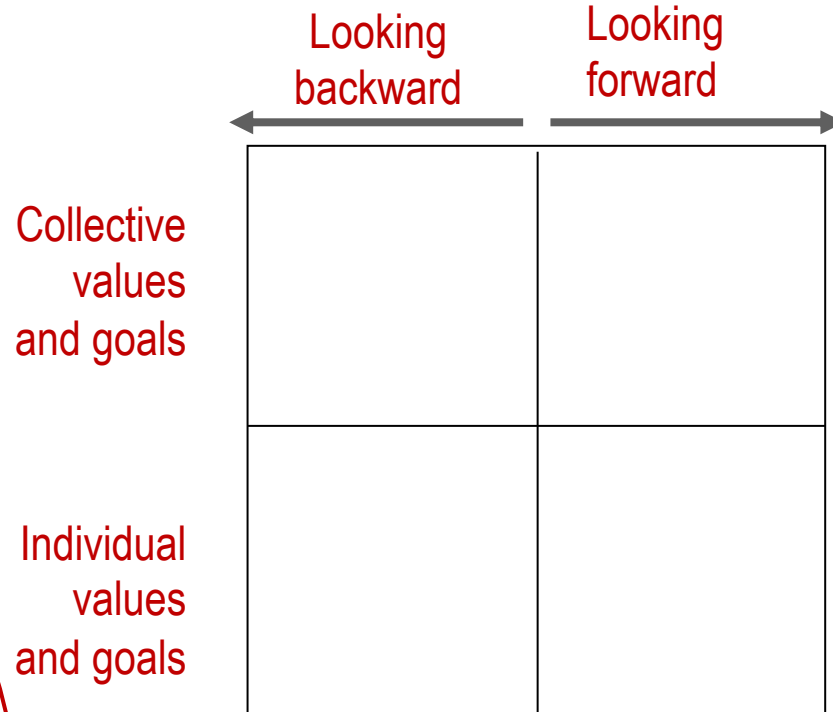 Looking
backward
Looking
forward
Collective
values
and goals
Individual
values
and goals